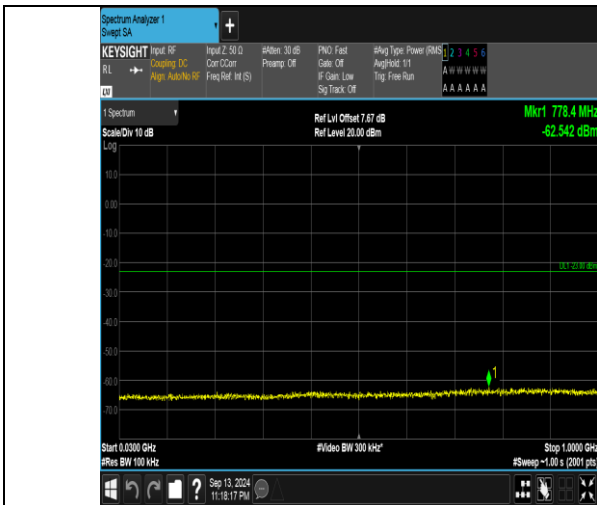 Spectrum Analyzer 1
Swept SA
+
KEYSIGHT Input: RF Input Z: 50 Ω #Atten: 30 dB PNO: Fast #Avg Type: Power (RMS 1 2 3 4 5 6
RL Coupling: DC Corr CCorr Preamp: Off Gate: Off Avg|Hold: 1/1 A W W W W W
Align: Auto/No RF Freq Ref: Int (S) IF Gain: Low Trig: Free Run
Sig Track: Off A A A A A A
LXI
1 Spectrum Ref Lvl Offset 7.67 dB Mkr1 778.4 MHz
Scale/Div 10 dB Ref Level 20.00 dBm -62.542 dBm
Log
10.0
0.00
-10.0
-20.0
DL1 -23.00 dBm
-30.0
-40.0
-50.0
1
-60.0
-70.0
Start 0.0300 GHz #Video BW 300 kHz* Stop 1.0000 GHz
#Res BW 100 kHz #Sweep ~1.00 s (2001 pts)
? Sep 13, 2024
11:18:17 PM